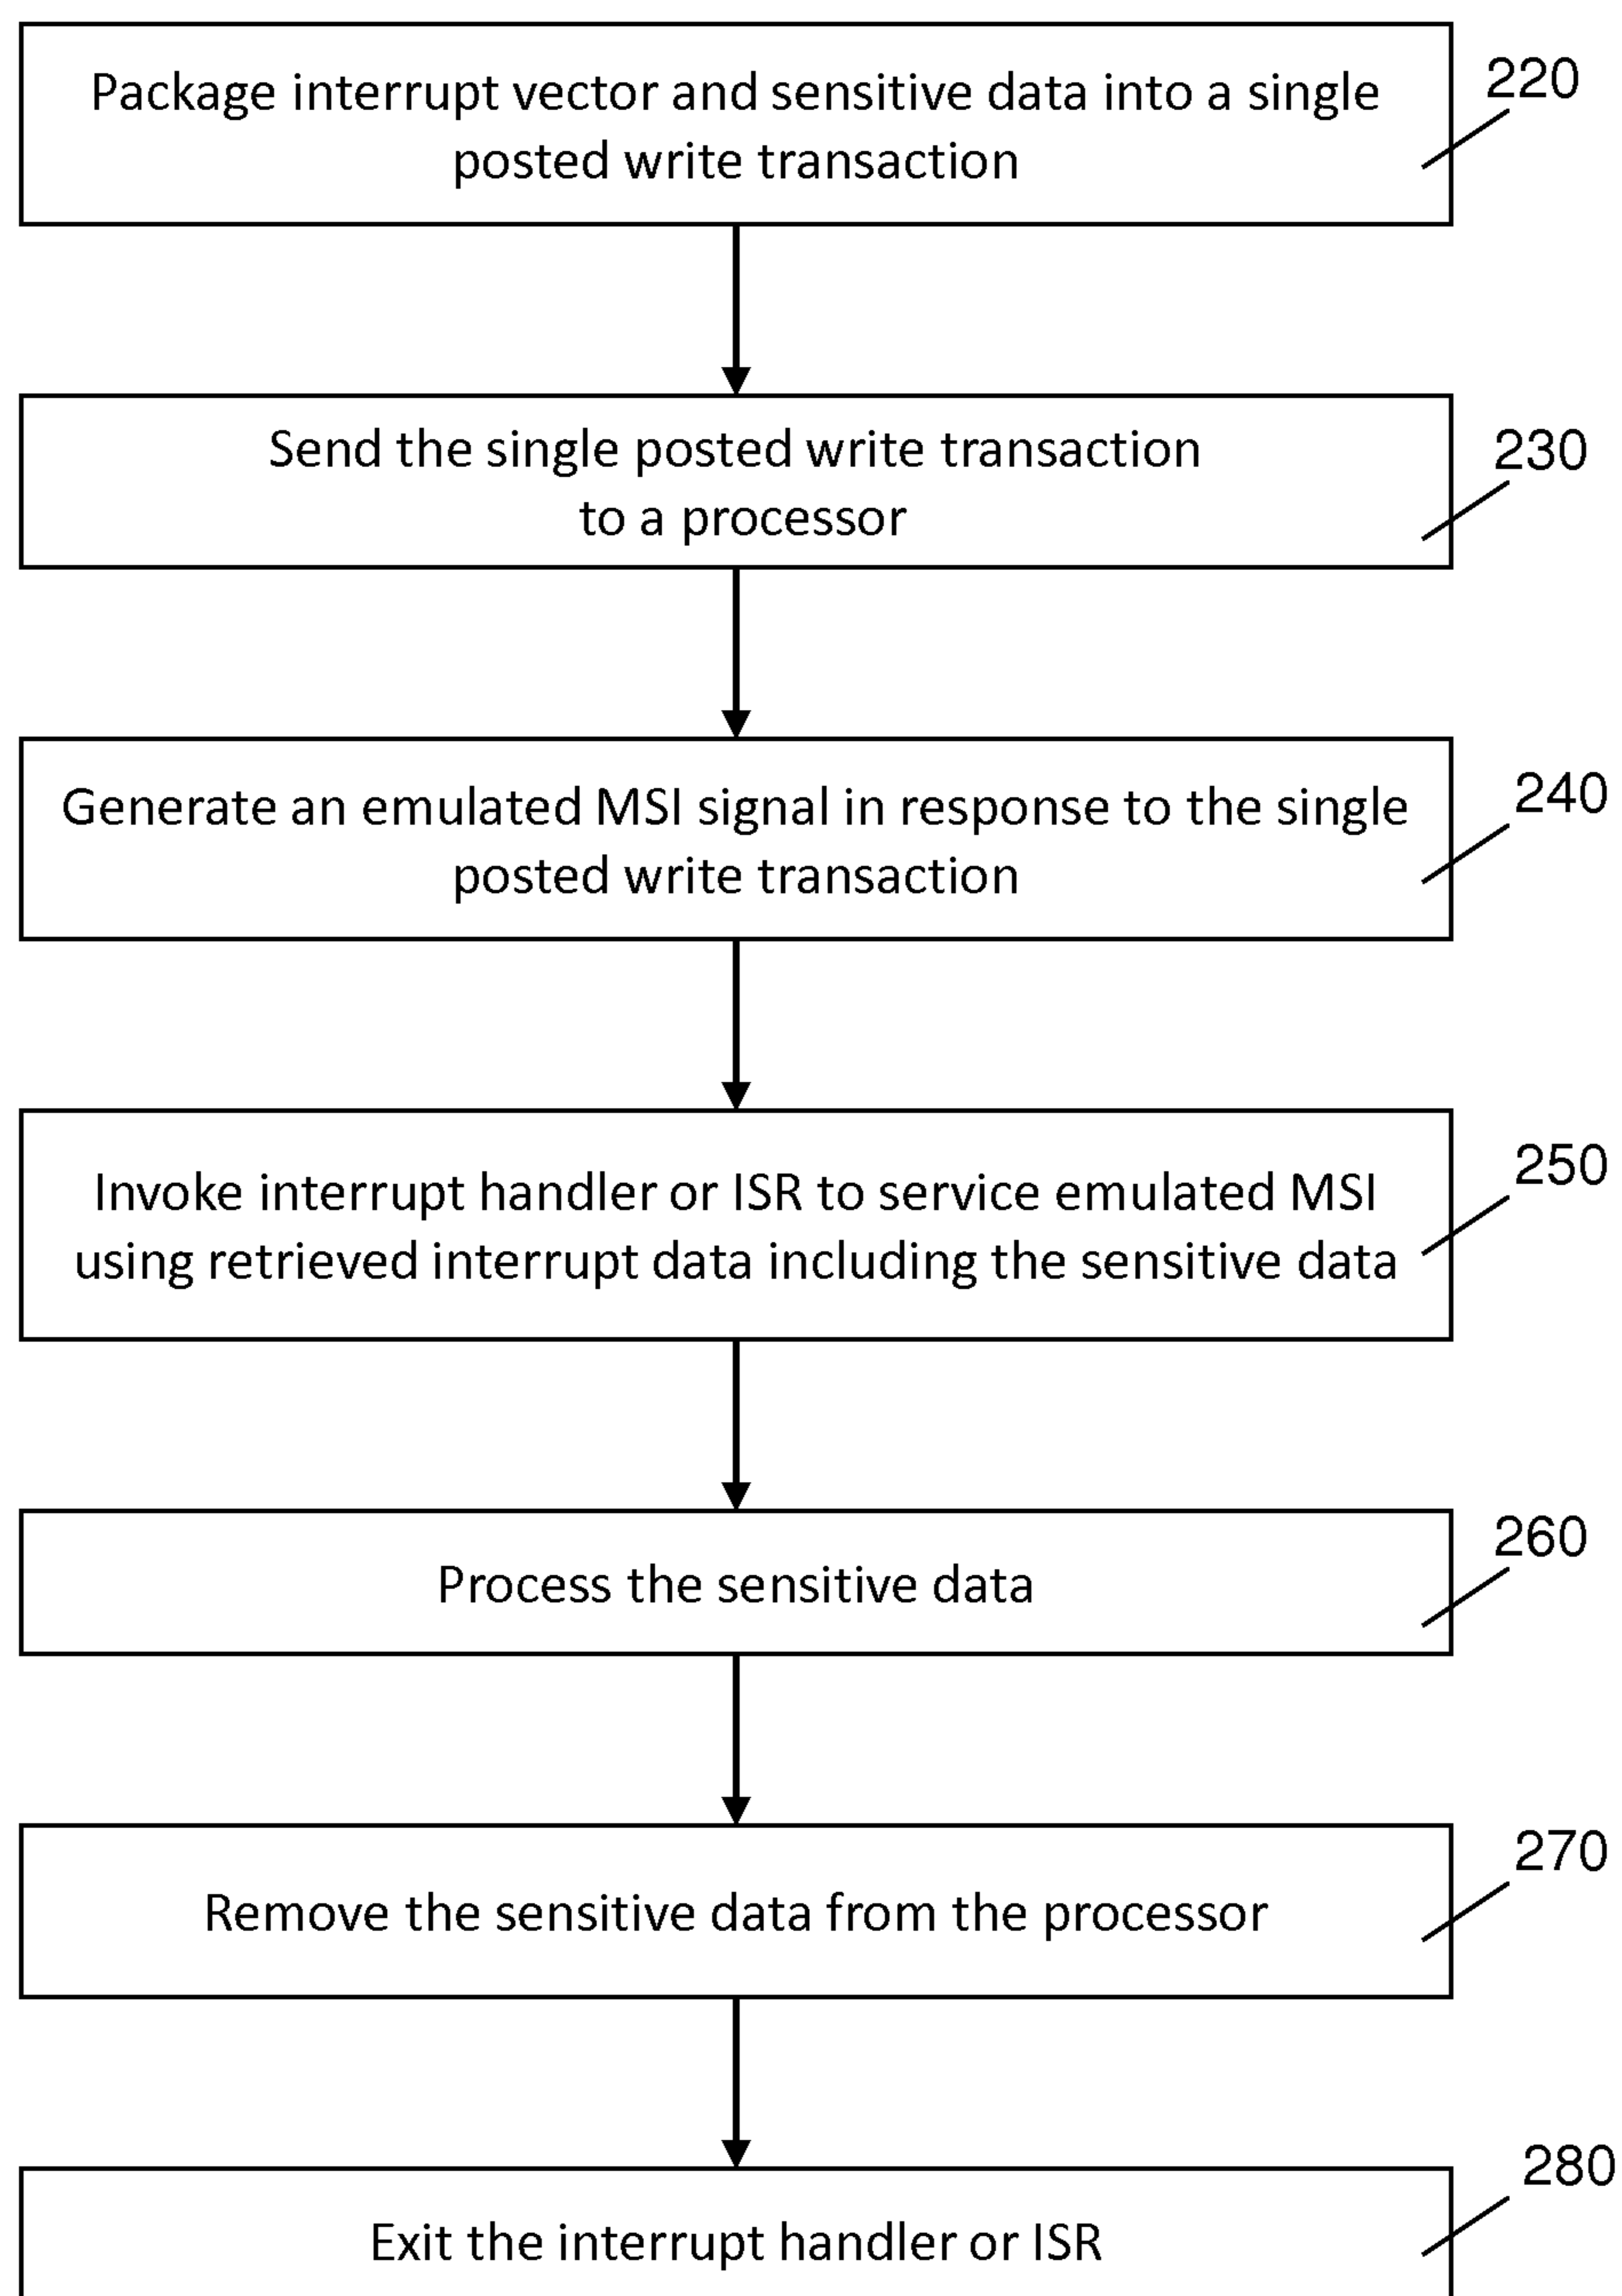 Package interrupt vector and sensitive data into a single
posted write transaction
220
Send the single posted write transaction
to a processor
230
Generate an emulated MSI signal in response to the single
posted write transaction
240
Invoke interrupt handler or ISR to service emulated MSI
using retrieved interrupt data including the sensitive data
250
Process the sensitive data
260
Remove the sensitive data from the processor
270
Exit the interrupt handler or ISR
280